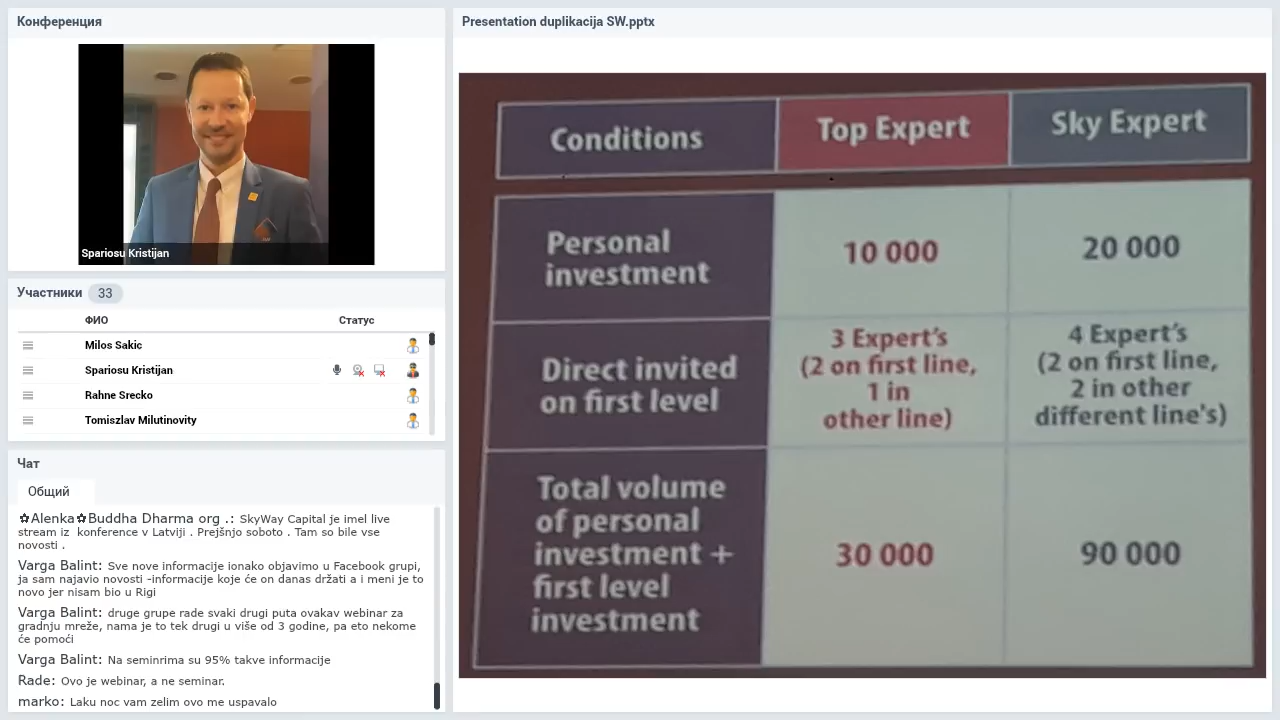 Конференция
Spariosu Kristijan
Участники 33
ФИО Статус
Milos Sakic
Spariosu Kristijan
Rahne Srecko
Tomiszlav Milutinovity
Чат
Общий
✿Alenka✿Buddha Dharma org .: SkyWay Capital je imel live
stream iz konference v Latviji . Prejšnjo soboto . Tam so bile vse
novosti .
Varga Balint: Sve nove informacije ionako objavimo u Facebook grupi,
ja sam najavio novosti -informacije koje će on danas držati a i meni je to
novo jer nisam bio u Rigi
Varga Balint: druge grupe rade svaki drugi puta ovakav webinar za
gradnju mreže, nama je to tek drugi u više od 3 godine, pa eto nekome
će pomoći
Varga Balint: Na seminrima su 95% takve informacije
Rade: Ovo je webinar, a ne seminar.
marko: Laku noc vam zelim ovo me uspavalo
Presentation duplikacija SW.pptx
Conditions Top Expert Sky Expert
Personal
investment
10 000
20 000
Direct invited
on first level
3 Expert's
(2 on first line,
1 in
other line)
4 Expert's
(2 on first line,
2 in other
different line's)
Total volume
of personal
investment +
first level
investment
30 000
90 000